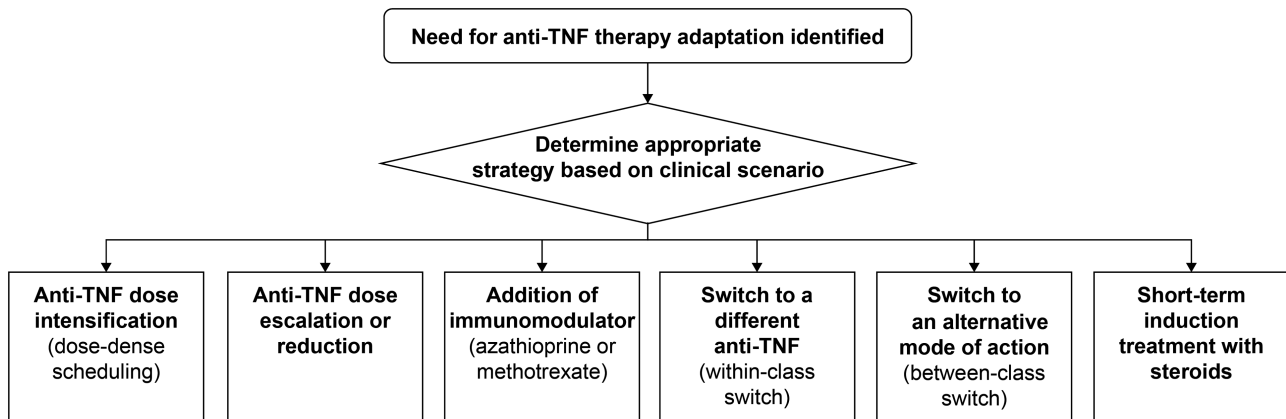 Need for anti-TNF therapy adaptation identified
Determine appropriate
strategy based on clinical scenario
Anti-TNF dose
intensification
(dose-dense
scheduling)
Anti-TNF dose
escalation or
reduction
Addition of
immunomodulator
(azathioprine or
methotrexate)
Switch to a
different
anti-TNF
(within-class
switch)
Switch to
an alternative
mode of action
(between-class
switch)
Short-term
induction
treatment with
steroids